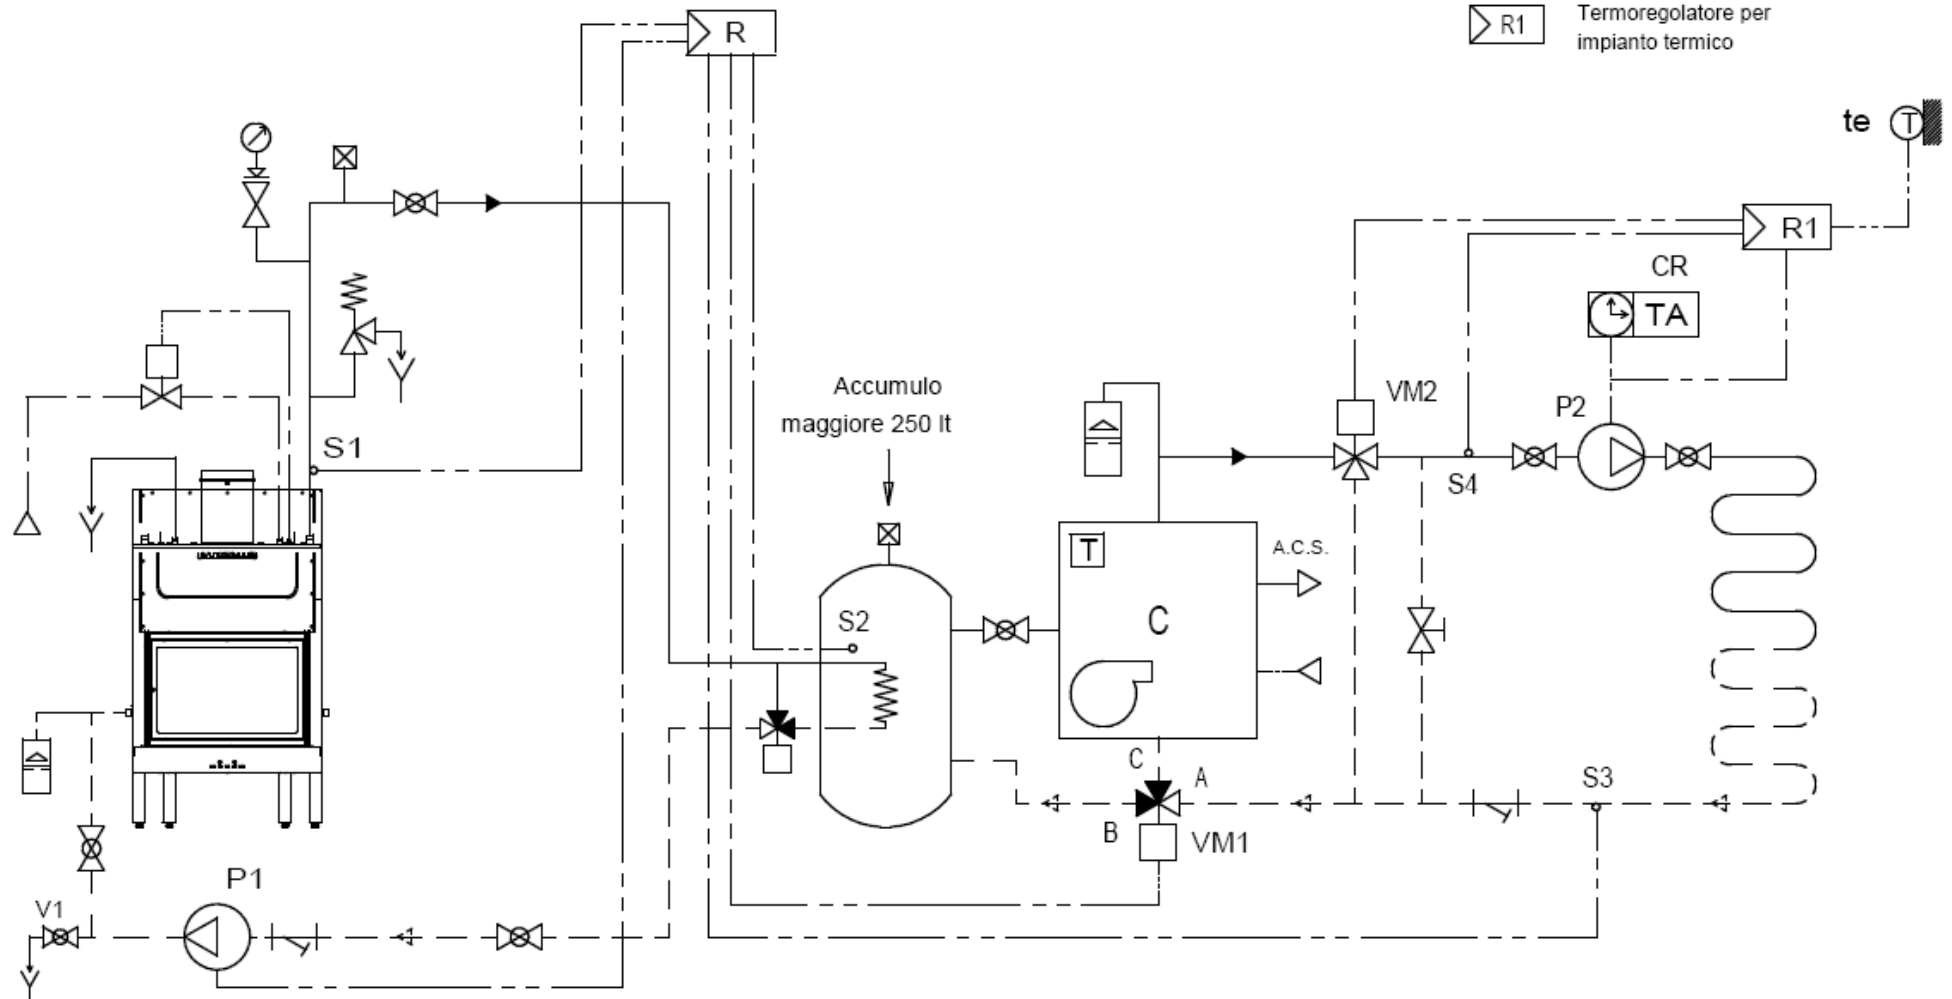 R
R1
Termoregolatore per
impianto termico
te
T
R1
CR
TA
Accumulo
maggiore 250 lt
VM2
P2
S1
S4
T
A.C.S.
S2
C
C
A
S3
B
VM1
P1
V1